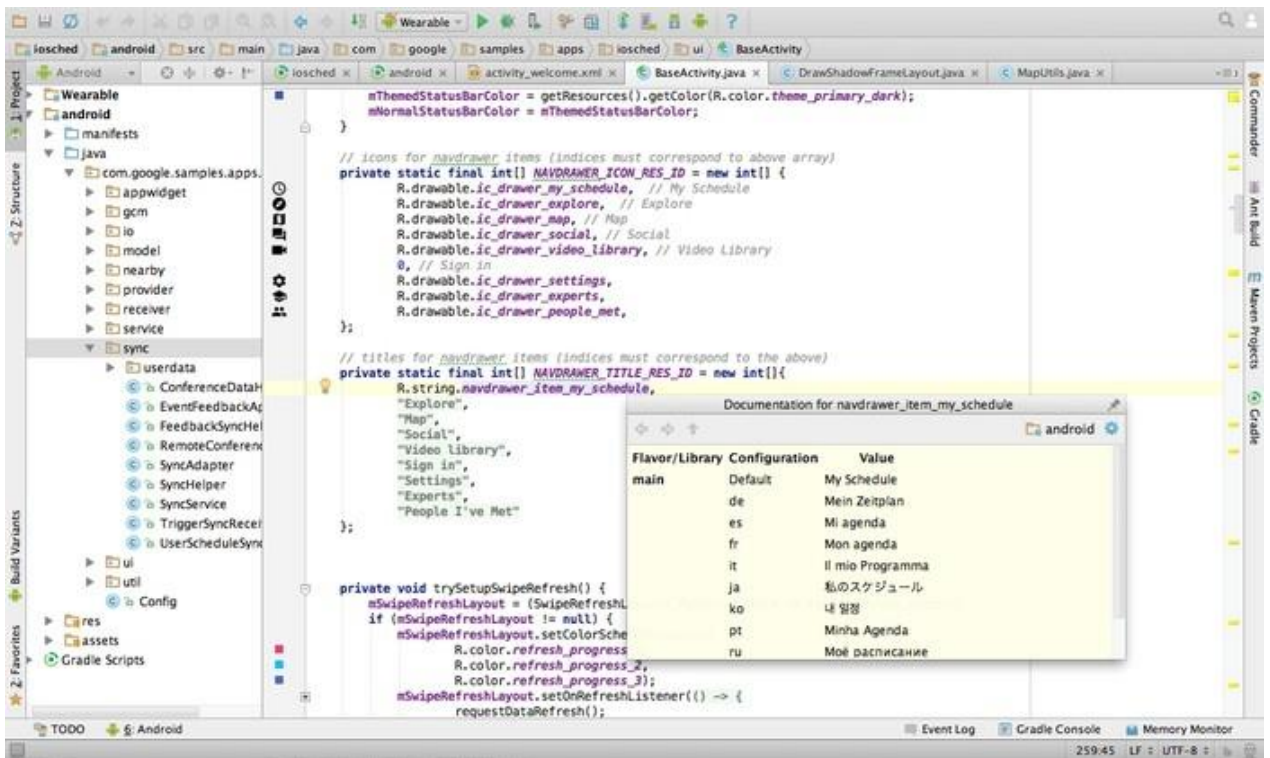 Wearable
?
iosched android src main java com google samples apps iosched ui BaseActivity
Android
iosched android activity_welcome.xml BaseActivity.java DrawShadowFrameLayout.java MapUtils.java
1: Project
Z: Structure
Build Variants
2: Favorites
Wearable
android
manifests
java
com.google.samples.apps.
appwidget
gcm
io
model
nearby
provider
receiver
service
sync
userdata
ConferenceDataH
EventFeedbackAp
FeedbackSyncHel
RemoteConferenc
SyncAdapter
SyncHelper
SyncService
TriggerSyncRecei
UserScheduleSync
ui
util
Config
res
assets
Gradle Scripts
mThemedStatusBarColor = getResources().getColor(R.color.theme_primary_dark);
mNormalStatusBarColor = mThemedStatusBarColor;
}
// icons for navdrawer items (indices must correspond to above array)
private static final int[] NAVDRAWER_ICON_RES_ID = new int[] {
R.drawable.ic_drawer_my_schedule, // My Schedule
R.drawable.ic_drawer_explore, // Explore
R.drawable.ic_drawer_map, // Map
R.drawable.ic_drawer_social, // Social
R.drawable.ic_drawer_video_library, // Video Library
0, // Sign in
R.drawable.ic_drawer_settings,
R.drawable.ic_drawer_experts,
R.drawable.ic_drawer_people_met,
};
// titles for navdrawer items (indices must correspond to the above)
private static final int[] NAVDRAWER_TITLE_RES_ID = new int[]{
R.string.navdrawer_item_my_schedule,
"Explore",
"Map",
"Social",
"Video library",
"Sign in",
"Settings",
"Experts",
"People I've Met"
};
private void trySetupSwipeRefresh() {
mSwipeRefreshLayout = (SwipeRefreshL
if (mSwipeRefreshLayout != null) {
mSwipeRefreshLayout.setColorSche
R.color.refresh_progress
R.color.refresh_progress_2,
R.color.refresh_progress_3);
mSwipeRefreshLayout.setOnRefreshListener(() -> {
requestDataRefresh();
Documentation for navdrawer_item_my_schedule
android
Flavor/Library Configuration Value
main Default My Schedule
de Mein Zeitplan
es Mi agenda
fr Mon agenda
it Il mio Programma
ja 私のスケジュール
ko 내 일정
pt Minha Agenda
ru Моё расписание
Commander
Ant Build
m Maven Projects
Gradle
TODO 6: Android Event Log Gradle Console Memory Monitor
259:45 LF UTF-8